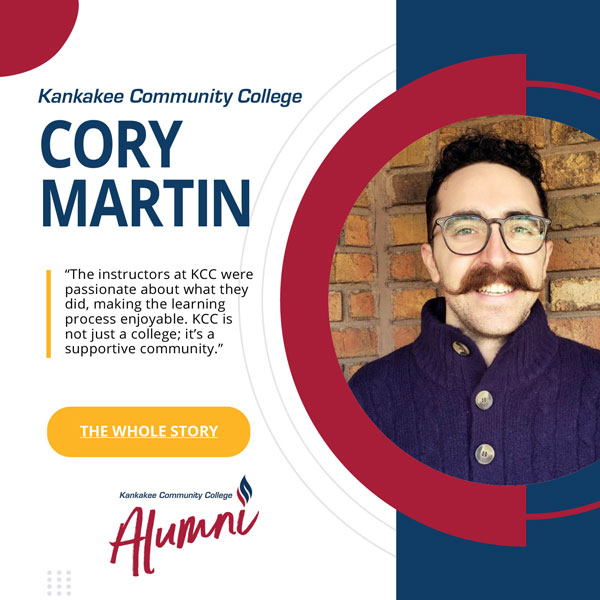 Kankakee Community College
CORY
MARTIN
“The instructors at KCC were
passionate about what they
did, making the learning
process enjoyable. KCC is
not just a college; it’s a
supportive community.”
THE WHOLE STORY
Kankakee Community College
Alumni